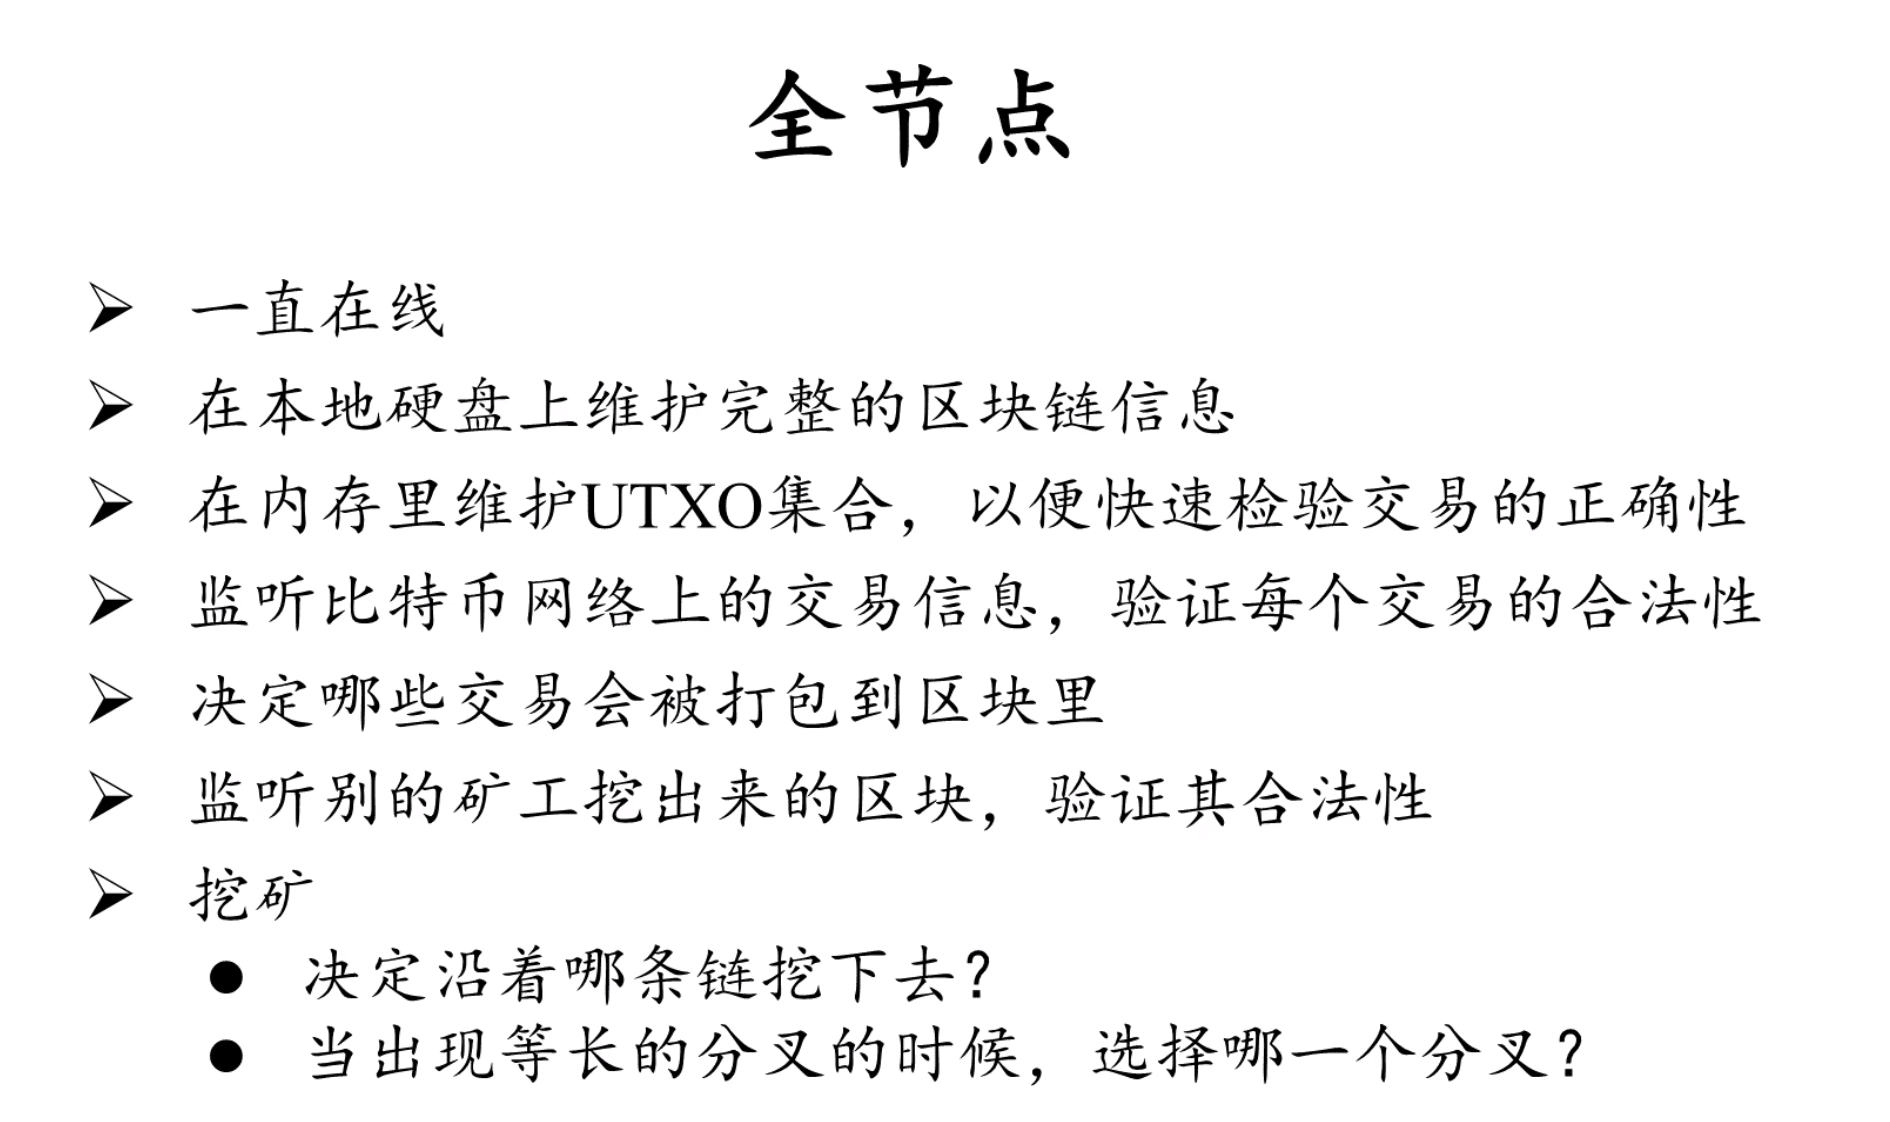 全节点
➢ 一直在线
➢ 在本地硬盘上维护完整的区块链信息
➢ 在内存里维护UTXO集合，以便快速检验交易的正确性
➢ 监听比特币网络上的交易信息，验证每个交易的合法性
➢ 决定哪些交易会被打包到区块里
➢ 监听别的矿工挖出来的区块，验证其合法性
➢ 挖矿
● 决定沿着哪条链挖下去？
● 当出现等长的分叉的时候，选择哪一个分叉？